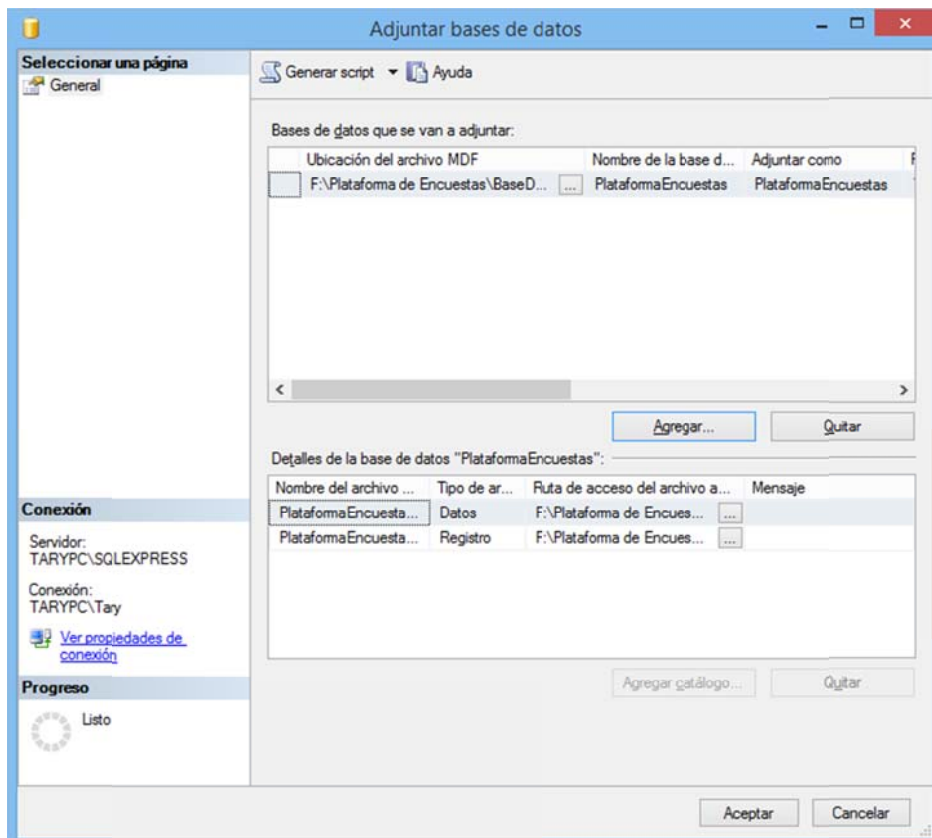 Adjuntar bases de datos
Seleccionar una página
General
Generar script
Ayuda
Bases de datos que se van a adjuntar:
Ubicación del archivo MDF Nombre de la base d... Adjuntar como
F:\Plataforma de Encuestas\BaseD... ... PlataformaEncuestas PlataformaEncuestas
Agregar... Quitar
Detalles de la base de datos "PlataformaEncuestas":
Nombre del archivo ... Tipo de ar... Ruta de acceso del archivo a... Mensaje
PlataformaEncuesta... Datos F:\Plataforma de Encues... ...
PlataformaEncuesta... Registro F:\Plataforma de Encues... ...
Agregar catálogo... Quitar
Conexión
Servidor:
TARYPC\SQLEXPRESS
Conexión:
TARYPC\Tary
Ver propiedades de
conexión
Progreso
Listo
Aceptar Cancelar